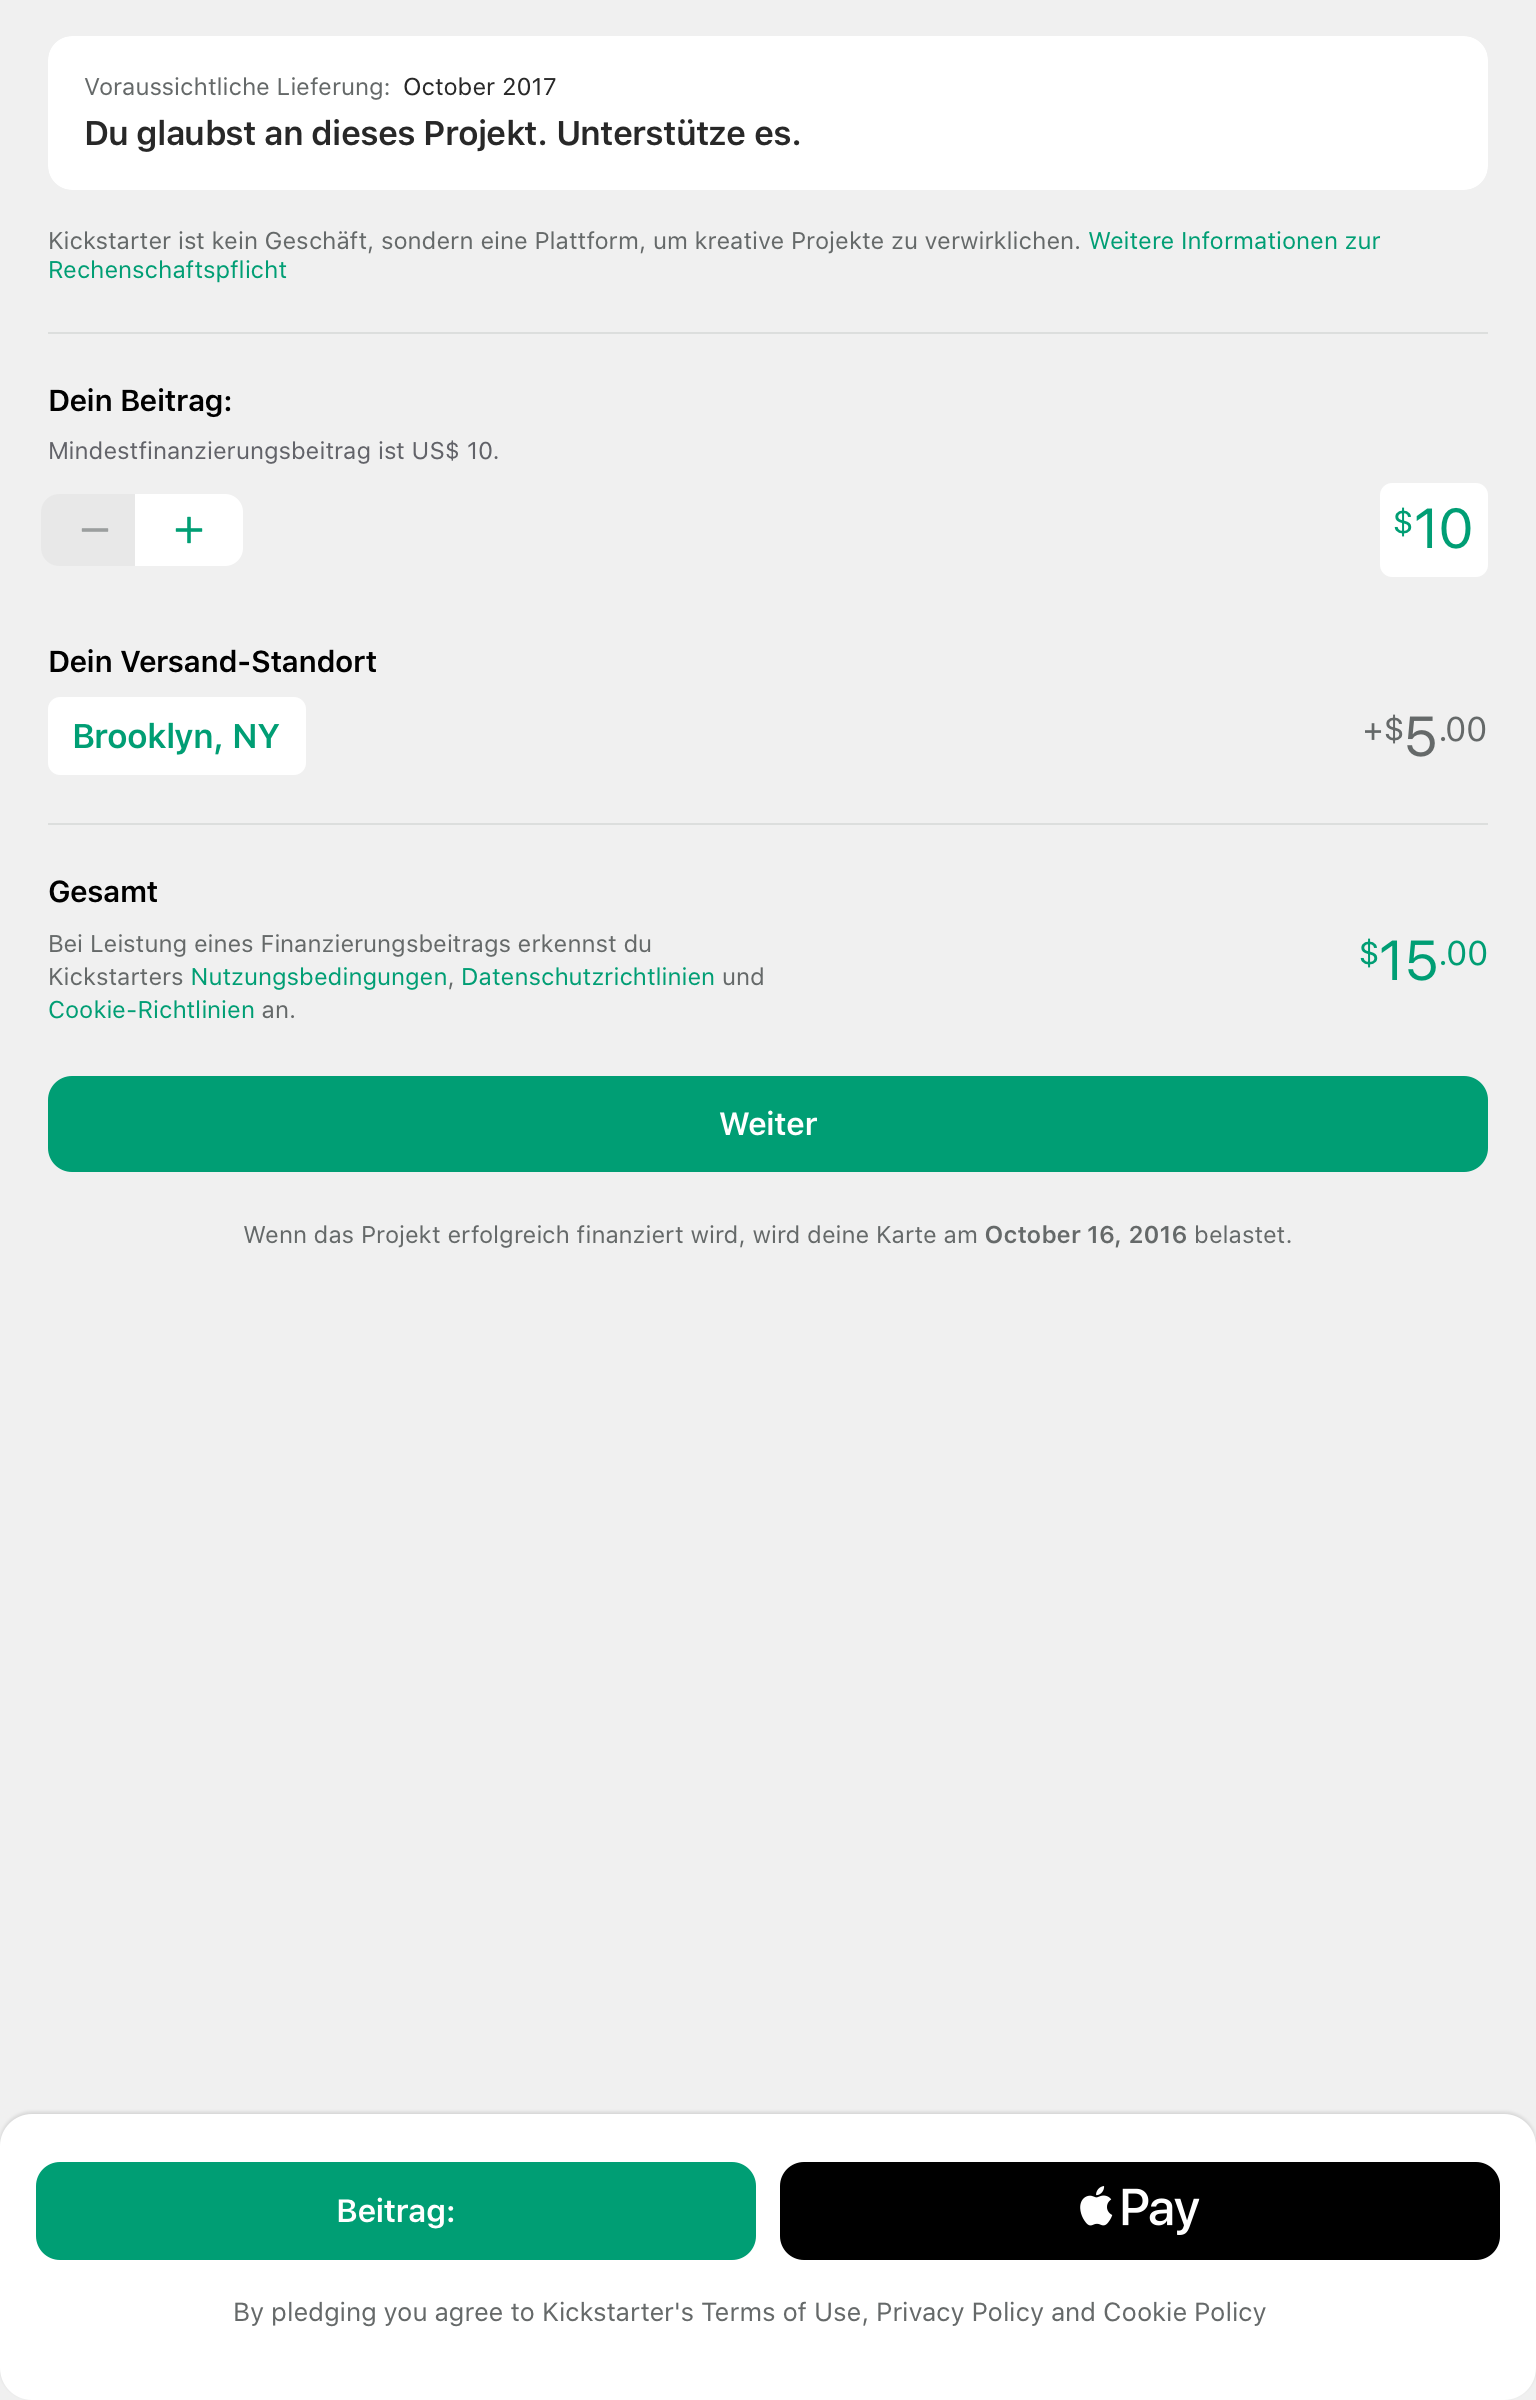 Voraussichtliche Lieferung: October 2017
Du glaubst an dieses Projekt. Unterstütze es.
Kickstarter ist kein Geschäft, sondern eine Plattform, um kreative Projekte zu verwirklichen. Weitere Informationen zur
Rechenschaftspflicht
Dein Beitrag:
Mindestfinanzierungsbeitrag ist US$ 10.
− +
$10
Dein Versand-Standort
Brooklyn, NY
+$5.00
Gesamt
Bei Leistung eines Finanzierungsbeitrags erkennst du
Kickstarters Nutzungsbedingungen, Datenschutzrichtlinien und
Cookie-Richtlinien an.
$15.00
Weiter
Wenn das Projekt erfolgreich finanziert wird, wird deine Karte am October 16, 2016 belastet.
Beitrag:
Pay
By pledging you agree to Kickstarter's Terms of Use, Privacy Policy and Cookie Policy